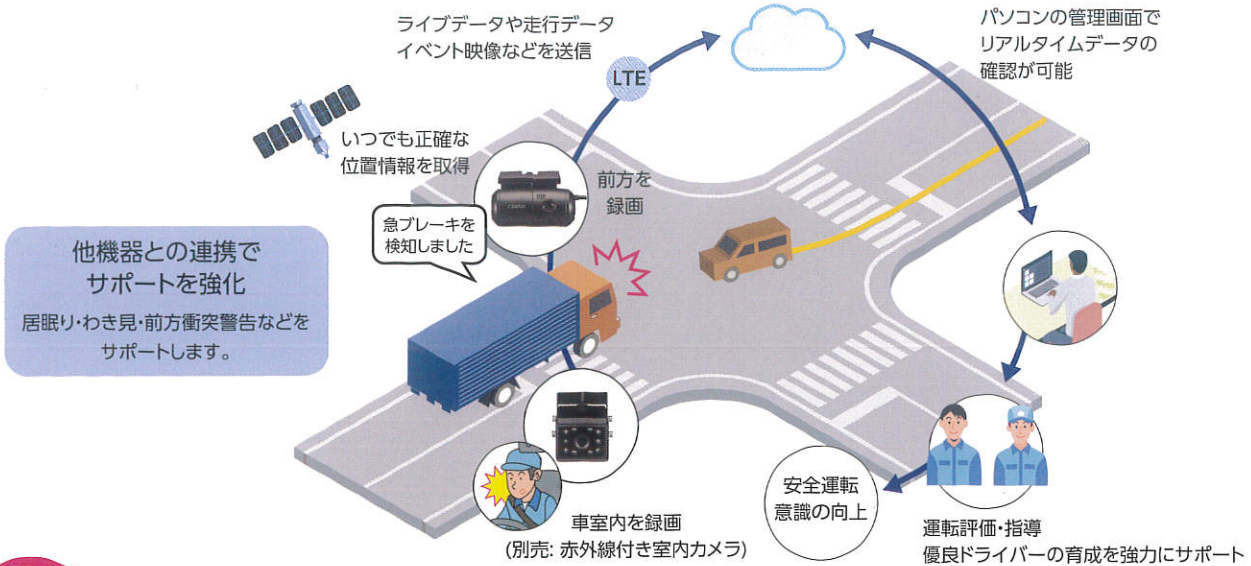 ライブデータや走行データ
イベント映像などを送信
LTE
パソコンの管理画面で
リアルタイムデータの
確認が可能
いつでも正確な
位置情報を取得
前方を
録画
急ブレーキを
検知しました
他機器との連携で
サポートを強化
居眠り・わき見・前方衝突警告などを
サポートします。
安全運転
意識の向上
車室内を録画
(別売: 赤外線付き室内カメラ)
運転評価・指導
優良ドライバーの育成を強力にサポート